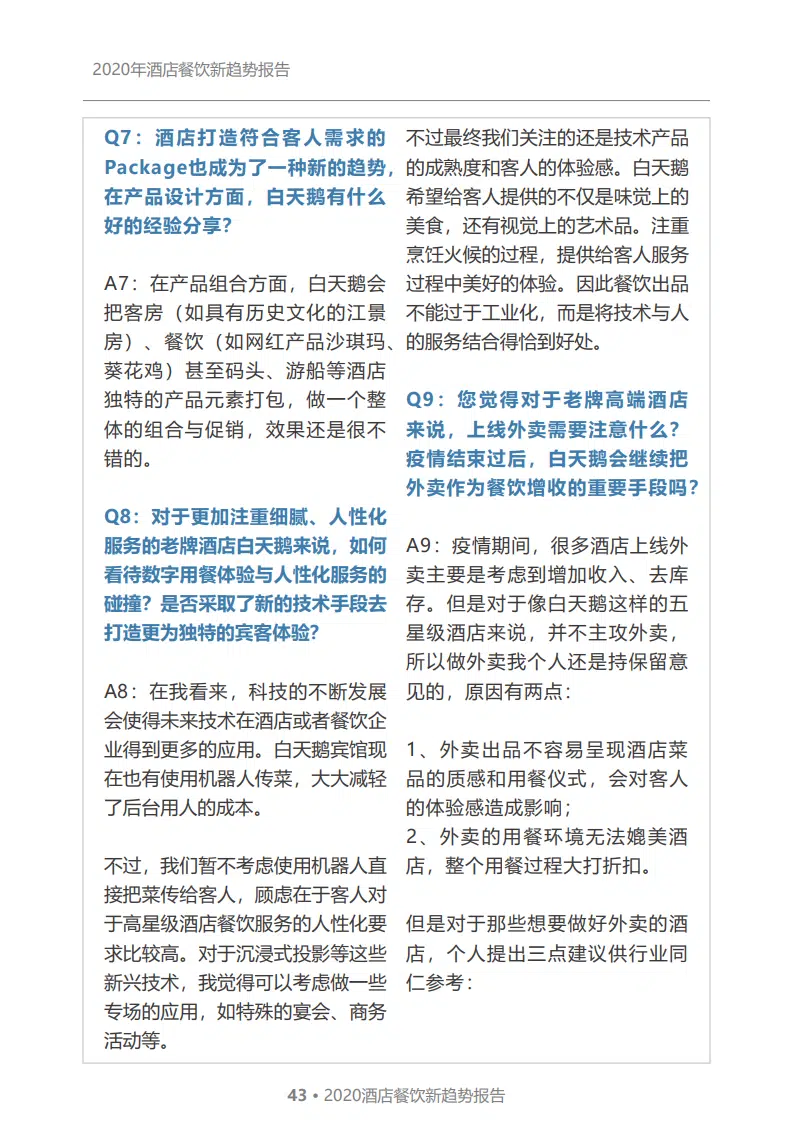 2020年酒店餐饮新趋势报告
Q7：酒店打造符合客人需求的
Package也成为了一种新的趋势，
在产品设计方面，白天鹅有什么
好的经验分享？
A7：在产品组合方面，白天鹅会
把客房（如具有历史文化的江景
房）、餐饮（如网红产品沙琪玛、
葵花鸡）甚至码头、游船等酒店
独特的产品元素打包，做一个整
体的组合与促销，效果还是很不
错的。
Q8：对于更加注重细腻、人性化
服务的老牌酒店白天鹅来说，如何
看待数字用餐体验与人性化服务的
碰撞？是否采取了新的技术手段去
打造更为独特的宾客体验？
A8：在我看来，科技的不断发展
会使得未来技术在酒店或者餐饮企
业得到更多的应用。白天鹅宾馆现
在也有使用机器人传菜，大大减轻
了后台用人的成本。
不过，我们暂不考虑使用机器人直
接把菜传给客人，顾虑在于客人对
于高星级酒店餐饮服务的人性化要
求比较高。对于沉浸式投影等这些
新兴技术，我觉得可以考虑做一些
专场的应用，如特殊的宴会、商务
活动等。
不过最终我们关注的还是技术产品
的成熟度和客人的体验感。白天鹅
希望给客人提供的不仅是味觉上的
美食，还有视觉上的艺术品。注重
烹饪火候的过程，提供给客人服务
过程中美好的体验。因此餐饮出品
不能过于工业化，而是将技术与人
的服务结合得恰到好处。
Q9：您觉得对于老牌高端酒店
来说，上线外卖需要注意什么？
疫情结束过后，白天鹅会继续把
外卖作为餐饮增收的重要手段吗？
A9：疫情期间，很多酒店上线外
卖主要是考虑到增加收入、去库
存。但是对于像白天鹅这样的五
星级酒店来说，并不主攻外卖，
所以做外卖我个人还是持保留意
见的，原因有两点：
1、外卖出品不容易呈现酒店菜
品的质感和用餐仪式，会对客人
的体验感造成影响；
2、外卖的用餐环境无法媲美酒
店，整个用餐过程大打折扣。
但是对于那些想要做好外卖的酒
店，个人提出三点建议供行业同
仁参考：
43 • 2020酒店餐饮新趋势报告